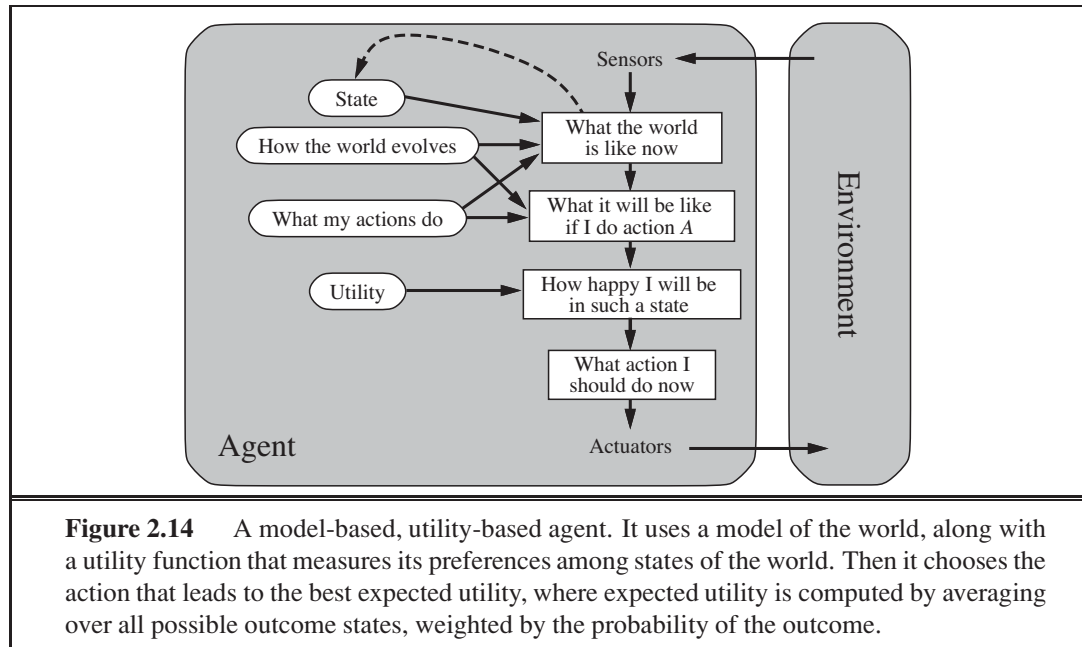 Sensors
State
What the world
is like now
How the world evolves
What my actions do
What it will be like
if I do action A
Utility
How happy I will be
in such a state
What action I
should do now
Agent
Actuators
Environment
Figure 2.14 A model-based, utility-based agent. It uses a model of the world, along with
a utility function that measures its preferences among states of the world. Then it chooses the
action that leads to the best expected utility, where expected utility is computed by averaging
over all possible outcome states, weighted by the probability of the outcome.